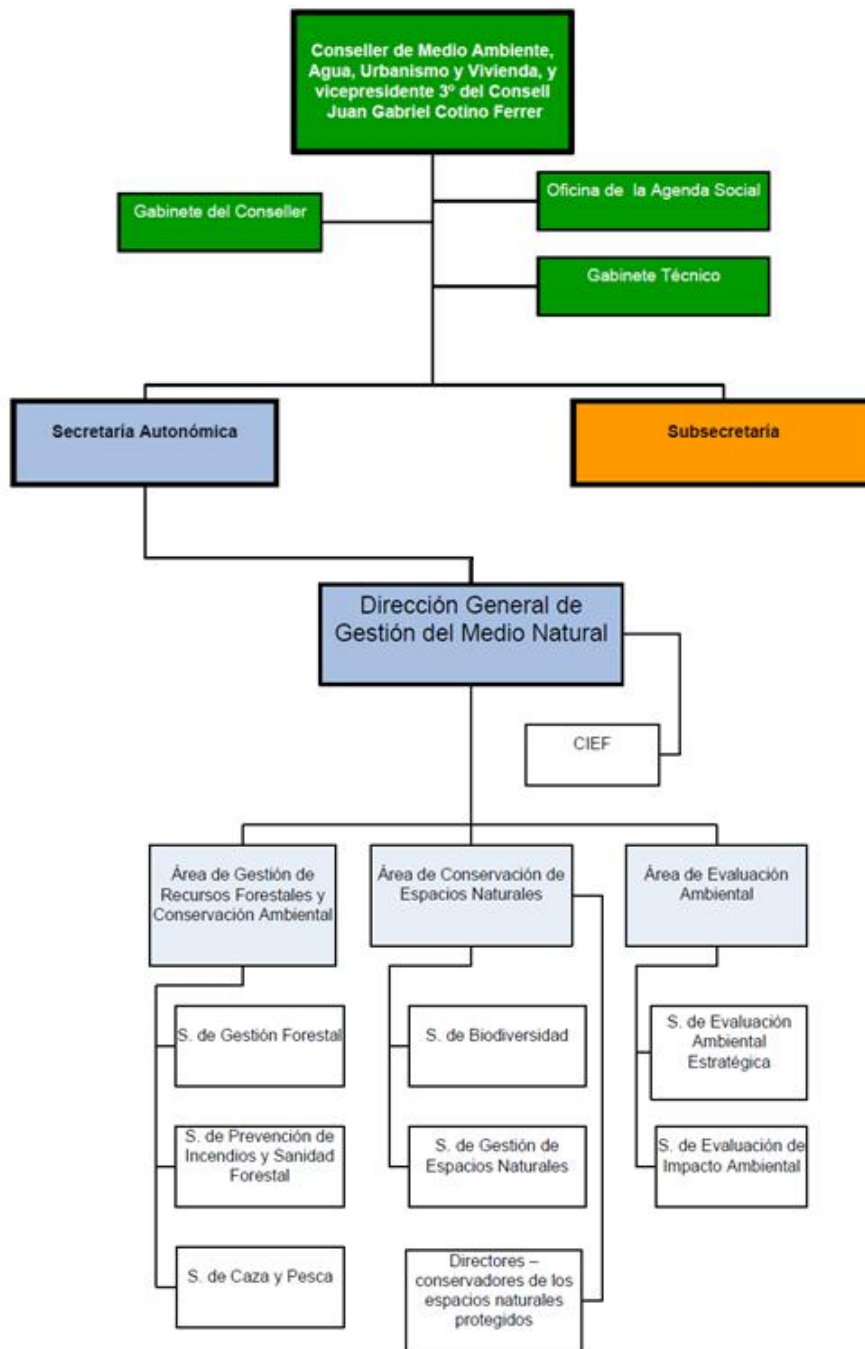 Conseller de Medio Ambiente,
Agua, Urbanismo y Vivienda, y
vicepresidente 3º del Consell
Juan Gabriel Cotino Ferrer
Gabinete del Conseller
Oficina de la Agenda Social
Gabinete Técnico
Secretaría Autonómica
Subsecretaría
Dirección General de
Gestión del Medio Natural
CIEF
Área de Gestión de
Recursos Forestales y
Conservación Ambiental
Área de Conservación de
Espacios Naturales
Área de Evaluación
Ambiental
S. de Gestión Forestal
S. de Biodiversidad
S. de Evaluación
Ambiental
Estratégica
S. de Prevención de
Incendios y Sanidad
Forestal
S. de Gestión de
Espacios Naturales
S. de Evaluación de
Impacto Ambiental
S. de Caza y Pesca
Directores –
conservadores de los
espacios naturales
protegidos